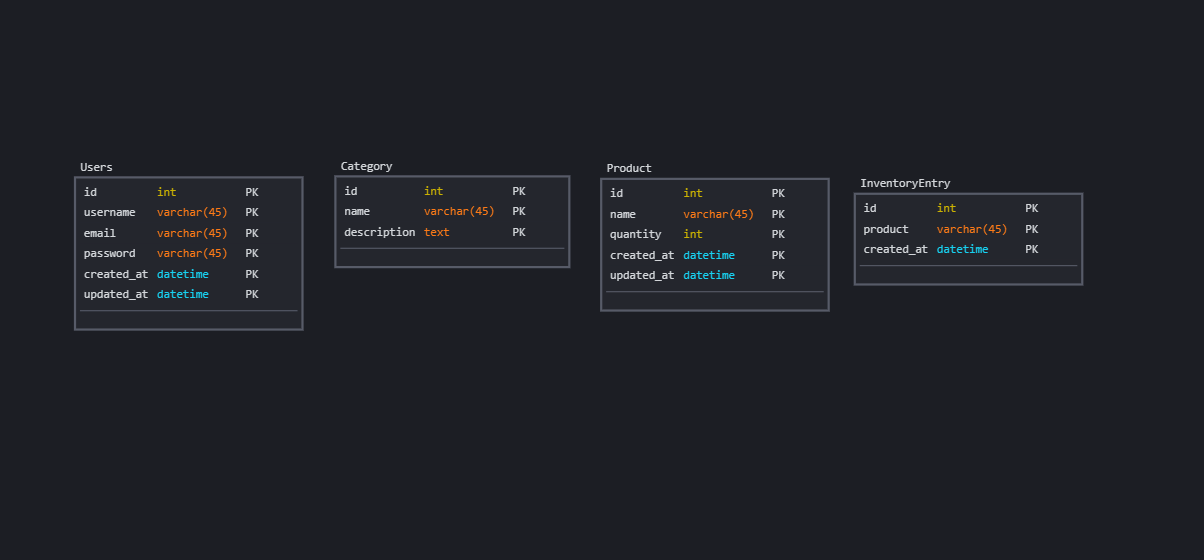 Users
id int PK
username varchar(45) PK
email varchar(45) PK
password varchar(45) PK
created_at datetime PK
updated_at datetime PK
Category
id int PK
name varchar(45) PK
description text PK
Product
id int PK
name varchar(45) PK
quantity int PK
created_at datetime PK
updated_at datetime PK
InventoryEntry
id int PK
product varchar(45) PK
created_at datetime PK